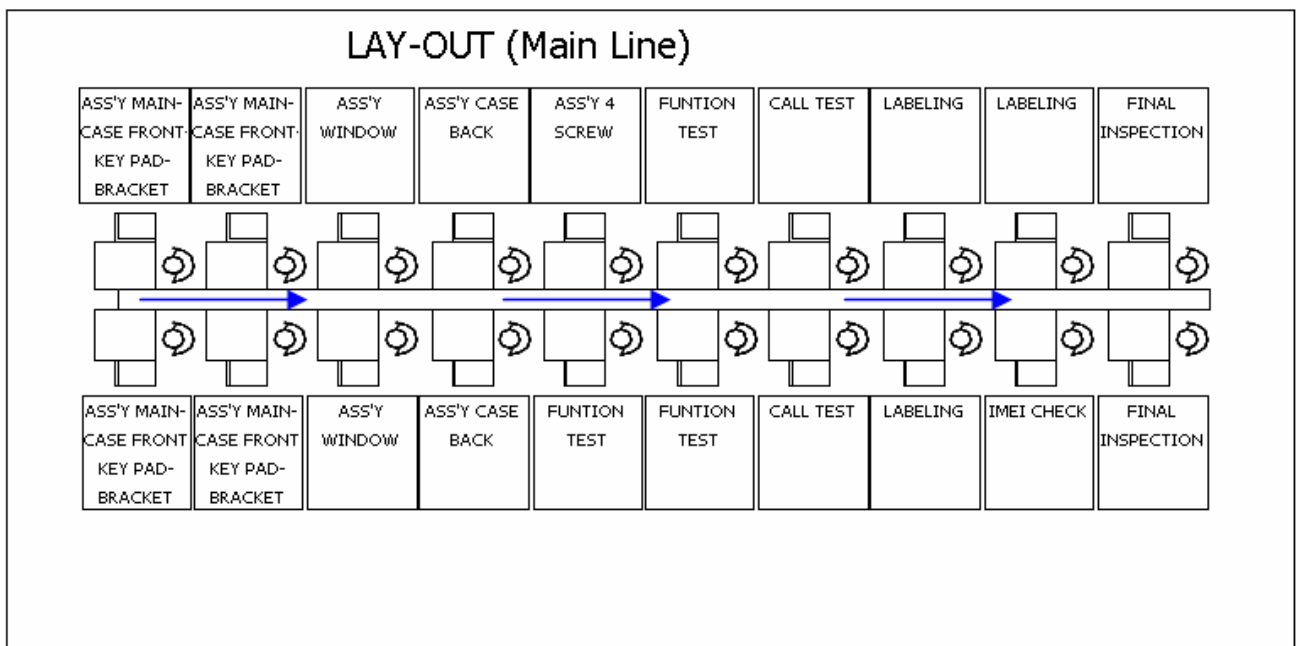 LAY-OUT (Main Line)
ASS'Y MAIN-
CASE FRONT-
KEY PAD-
BRACKET
ASS'Y MAIN-
CASE FRONT-
KEY PAD-
BRACKET
ASS'Y
WINDOW
ASS'Y CASE
BACK
ASS'Y 4
SCREW
FUNTION
TEST
CALL TEST
LABELING
LABELING
FINAL
INSPECTION
ASS'Y MAIN-
CASE FRONT
KEY PAD-
BRACKET
ASS'Y MAIN-
CASE FRONT
KEY PAD-
BRACKET
ASS'Y
WINDOW
ASS'Y CASE
BACK
FUNTION
TEST
FUNTION
TEST
CALL TEST
LABELING
IMEI CHECK
FINAL
INSPECTION